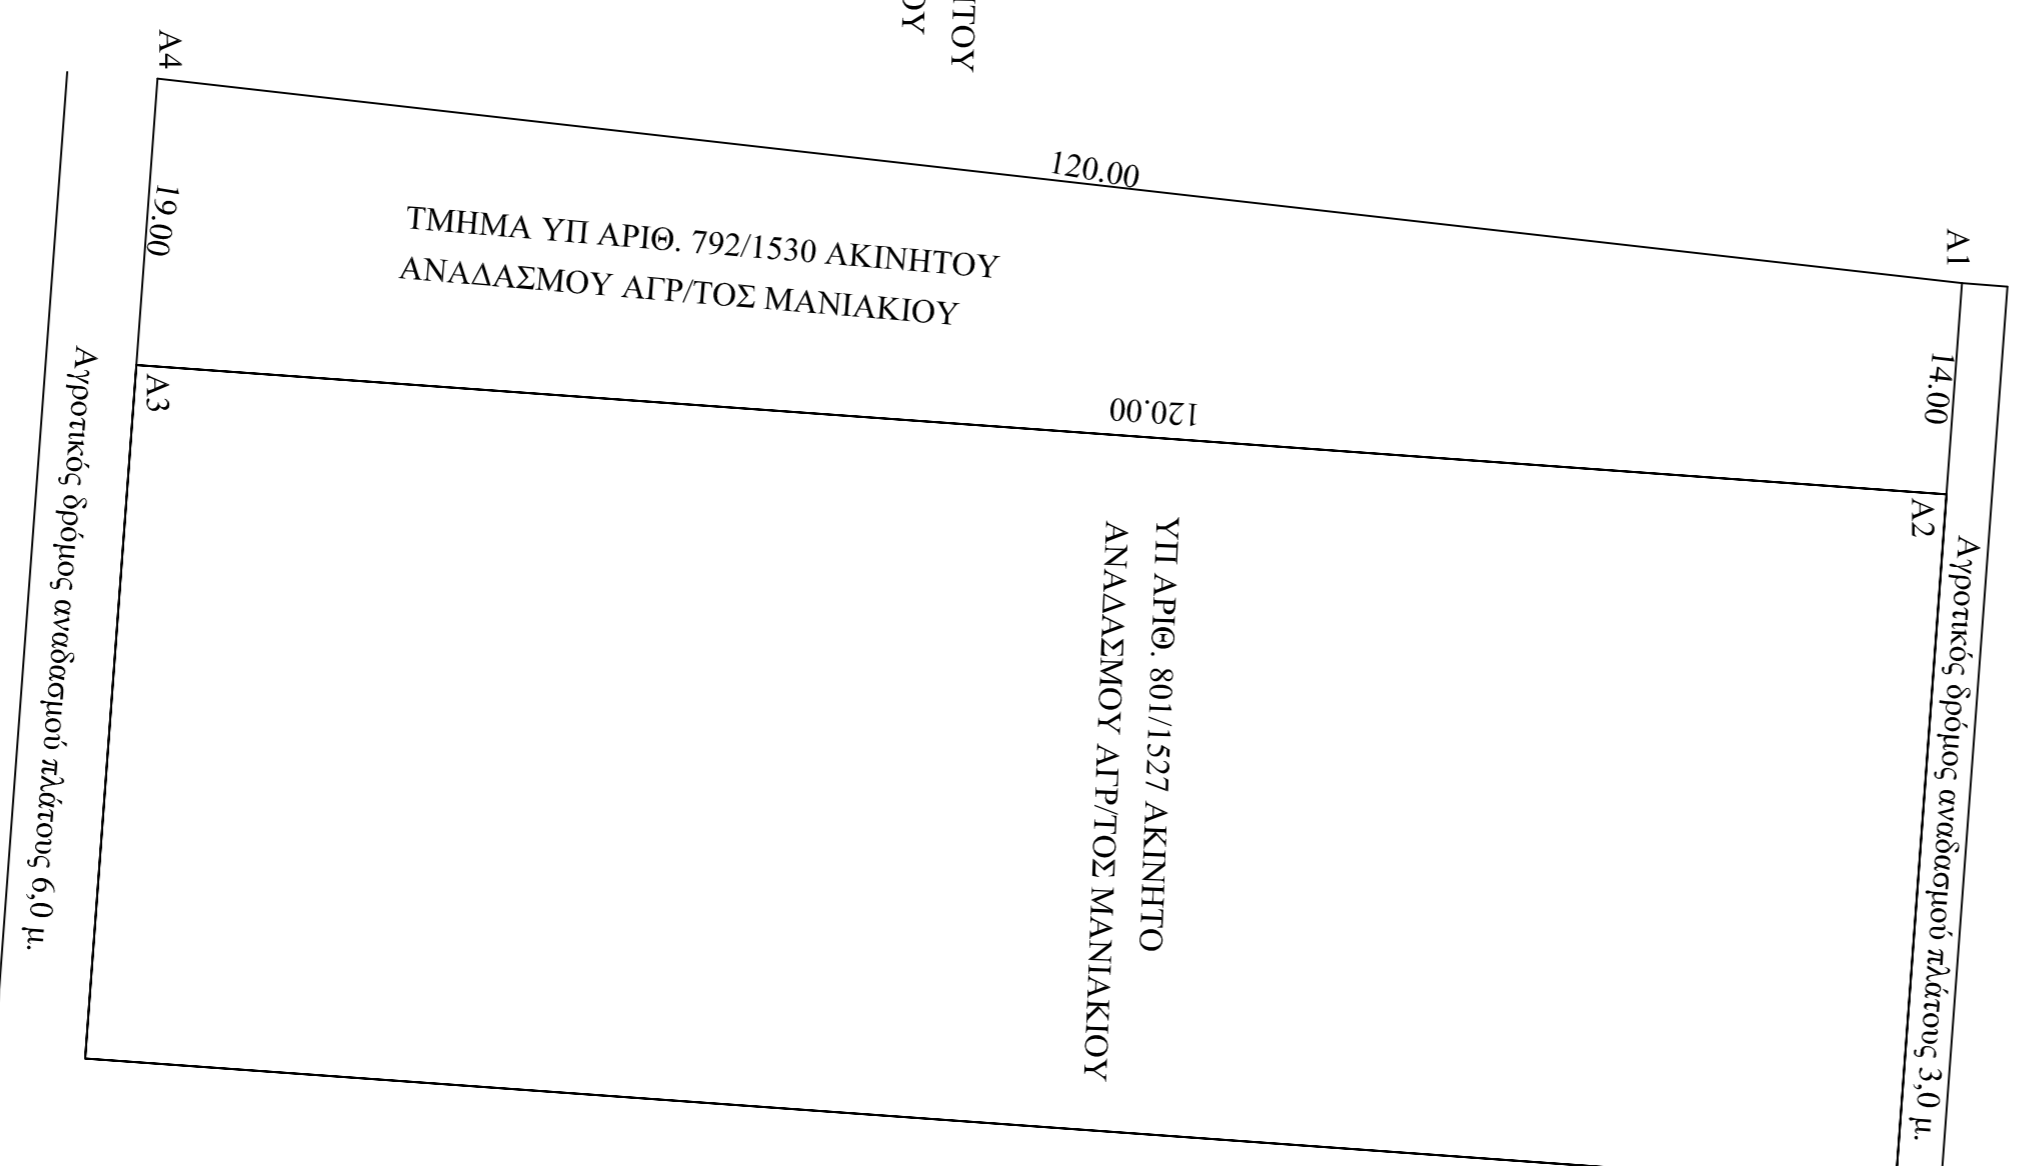 A4
A1
120.00
19.00
ΤΜΗΜΑ ΥΠ ΑΡΙΘ. 792/1530 ΑΚΙΝΗΤΟΥ
ΑΝΑΔΑΣΜΟΥ ΑΓΡ/ΤΟΣ ΜΑΝΙΑΚΙΟΥ
14.00
A3
120.00
A2
Αγροτικός δρόμος αναδασμού πλάτους 6,0 μ.
ΥΠ ΑΡΙΘ. 801/1527 ΑΚΙΝΗΤΟ
ΑΝΑΔΑΣΜΟΥ ΑΓΡ/ΤΟΣ ΜΑΝΙΑΚΙΟΥ
Αγροτικός δρόμος αναδασμού πλάτους 3,0 μ.